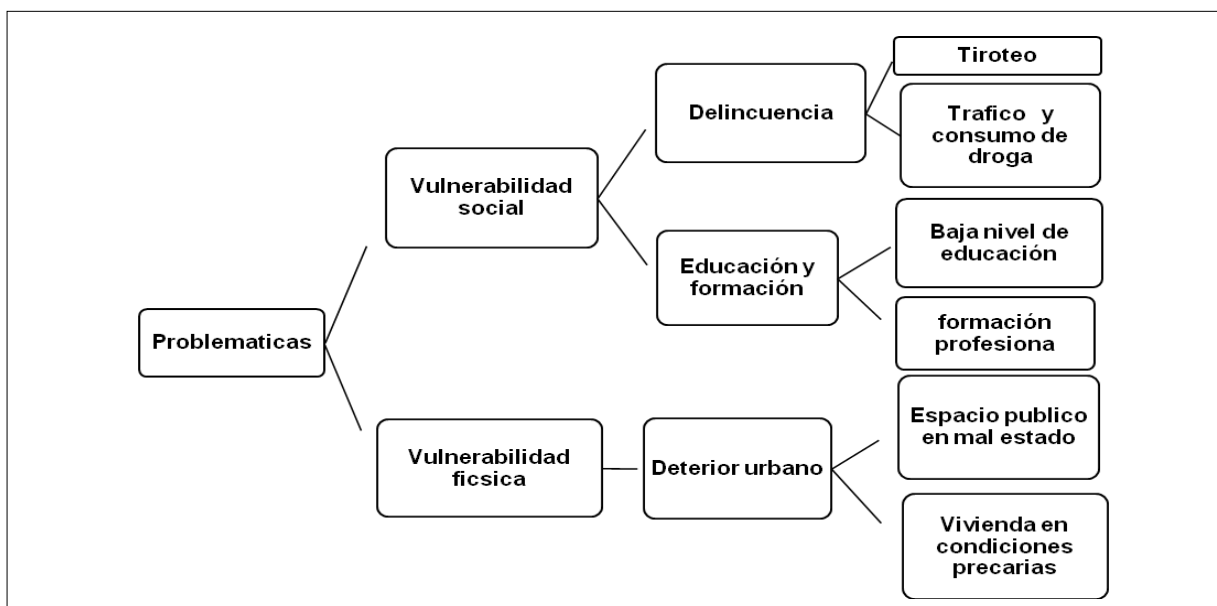 Problematicas
Vulnerabilidad
social
Delincuencia
Tiroteo
Trafico y
consumo de
droga
Educación y
formación
Baja nivel de
educación
formación
profesiona
Vulnerabilidad
ficsica
Deterior urbano
Espacio publico
en mal estado
Vivienda en
condiciones
precarias